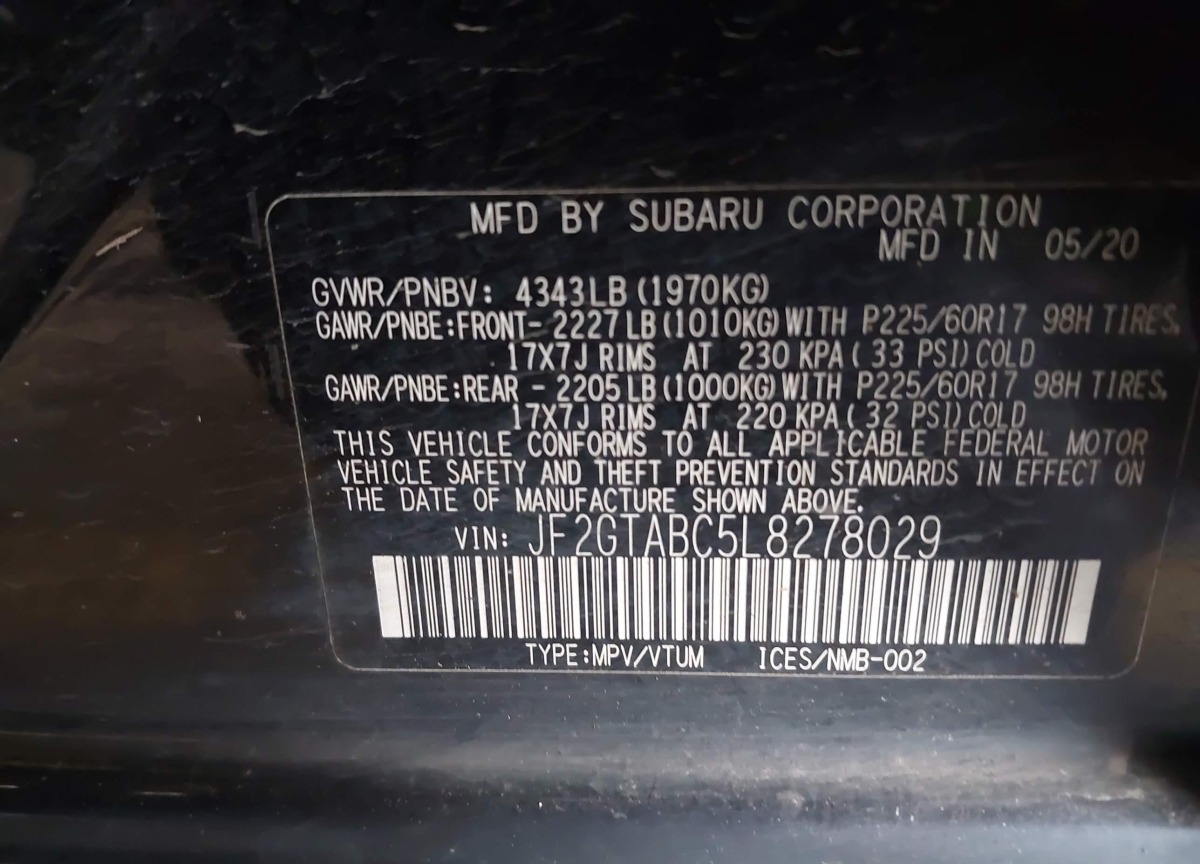 MFD BY SUBARU CORPORATION
MFD IN 05/20
GVWR/PNBV: 4343LB (1970KG)
GAWR/PNBE:FRONT- 2227 LB (1010KG) WITH P225/60R17 98H TIRES,
17X7J RIMS AT 230 KPA ( 33 PSI) COLD
GAWR/PNBE:REAR - 2205 LB (1000KG) WITH P225/60R17 98H TIRES,
17X7J RIMS AT 220 KPA ( 32 PSI) COLD
THIS VEHICLE CONFORMS TO ALL APPLICABLE FEDERAL MOTOR
VEHICLE SAFETY AND THEFT PREVENTION STANDARDS IN EFFECT ON
THE DATE OF MANUFACTURE SHOWN ABOVE.
VIN: JF2GTABC5L8278029
TYPE:MPV/VTUM ICES/NMB-002